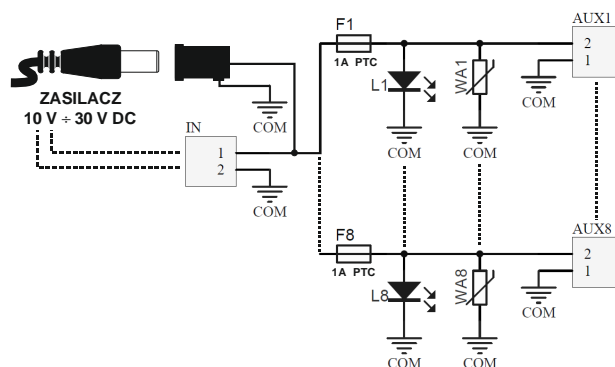 F1
AUX1
1A PTC
2
1
L1
WA1
COM
COM
COM
COM
ZASILACZ
10 V ÷ 30 V DC
IN
1
2
COM
F8
AUX8
1A PTC
2
1
L8
WA8
COM
COM
COM